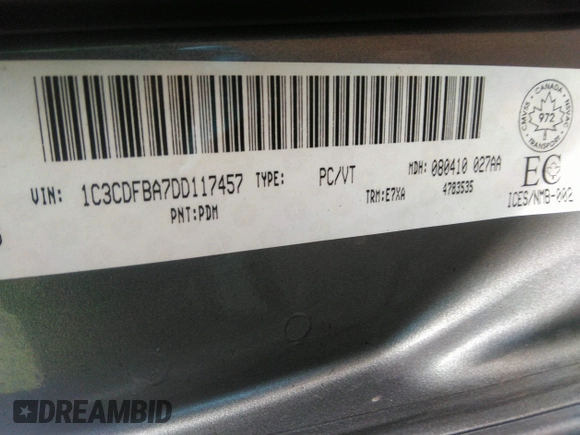 CMVSS · CANADA · NSVAC
972
5
TRANSPORT
VIN: 1C3CDFBA7DD117457 TYPE: PC/VT MDH: 080410 027AA
PNT:PDM TRM:E7XA 4783535
EC
ICES/NMB-002
DREAMBID